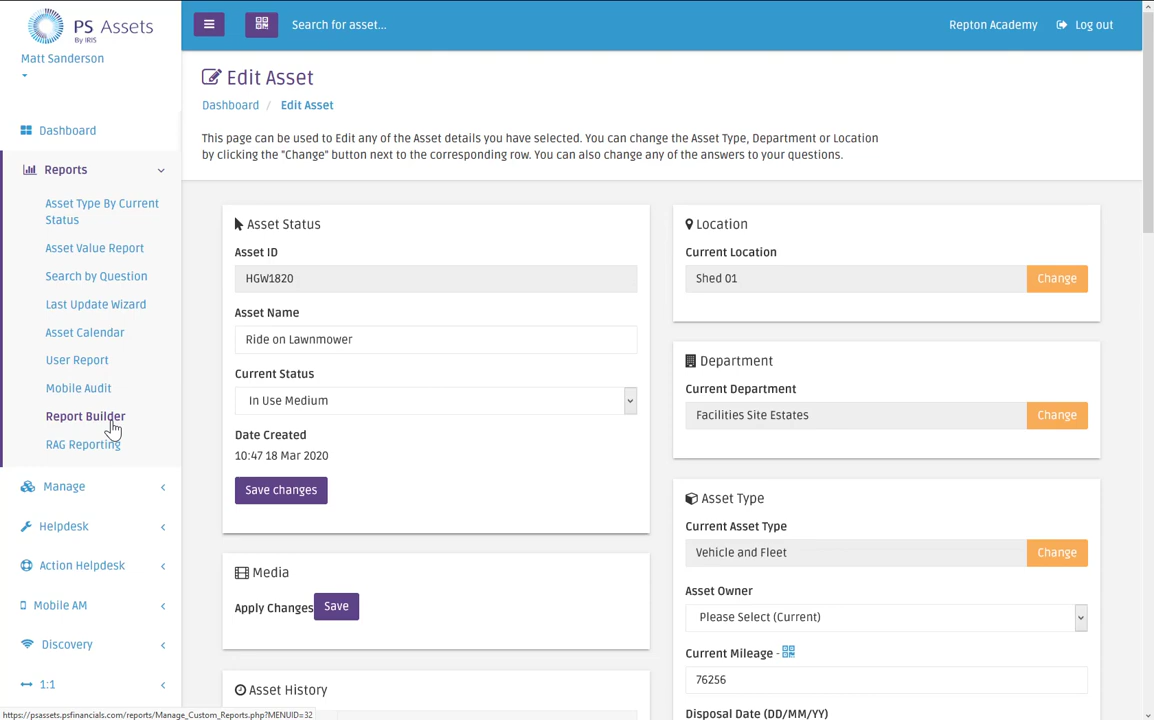 PS Assets
By IRIS
Matt Sanderson
Search for asset...
Repton Academy
Log out
Dashboard
Reports
Asset Type By Current
Status
Asset Value Report
Search by Question
Last Update Wizard
Asset Calendar
User Report
Mobile Audit
Report Builder
RAG Reporting
Manage
Helpdesk
Action Helpdesk
Mobile AM
Discovery
1:1
Edit Asset
Dashboard / Edit Asset
This page can be used to Edit any of the Asset details you have selected. You can change the Asset Type, Department or Location
by clicking the "Change" button next to the corresponding row. You can also change any of the answers to your questions.
Asset Status
Asset ID
HGW1820
Asset Name
Ride on Lawnmower
Current Status
In Use Medium
Date Created
10:47 18 Mar 2020
Save changes
Media
Apply Changes Save
Asset History
Location
Current Location
Shed 01 Change
Department
Current Department
Facilities Site Estates Change
Asset Type
Current Asset Type
Vehicle and Fleet Change
Asset Owner
Please Select (Current)
Current Mileage -
76256
Disposal Date (DD/MM/YY)
https://psassets.psfinancials.com/reports/Manage_Custom_Reports.php?MENUID=32